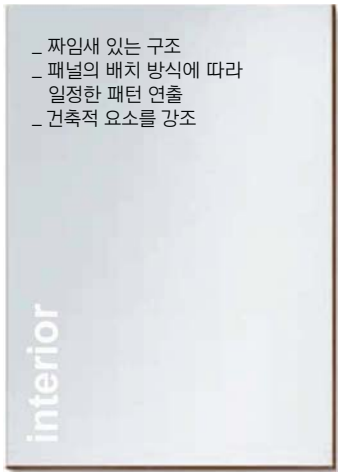 _ 짜임새 있는 구조
_ 패널의 배치 방식에 따라
일정한 패턴 연출
_ 건축적 요소를 강조
interior